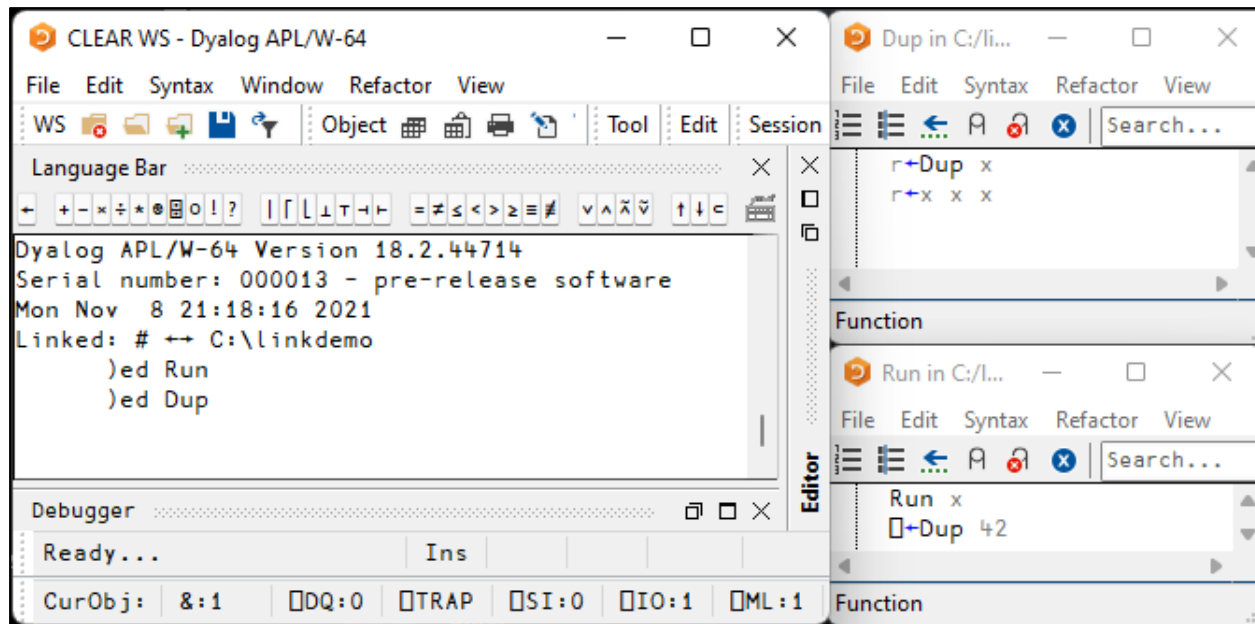 CLEAR WS - Dyalog APL/W-64
File Edit Syntax Window Refactor View
WS Object Tool Edit Session
Language Bar
← + - × ÷ * ⍟ ⌹ ○ ! ? | ⌈ ⌊ ⊥ ⊤ ⊣ ⊢ = ≠ ≤ < > ≥ ≡ ≢ ∨ ∧ ⍲ ⍱ ↑ ↓ ⊂
Dyalog APL/W-64 Version 18.2.44714
Serial number: 000013 - pre-release software
Mon Nov  8 21:18:16 2021
Linked: # ←→ C:\linkdemo
      )ed Run
      )ed Dup
Editor
Debugger
Ready... Ins
CurObj: &:1 ⎕DQ:0 ⎕TRAP ⎕SI:0 ⎕IO:1 ⎕ML:1
Dup in C:/li...
File Edit Syntax Refactor View
Search...
r←Dup x
r←x x x
Function
Run in C:/l...
File Edit Syntax Refactor View
Search...
Run x
⎕←Dup 42
Function